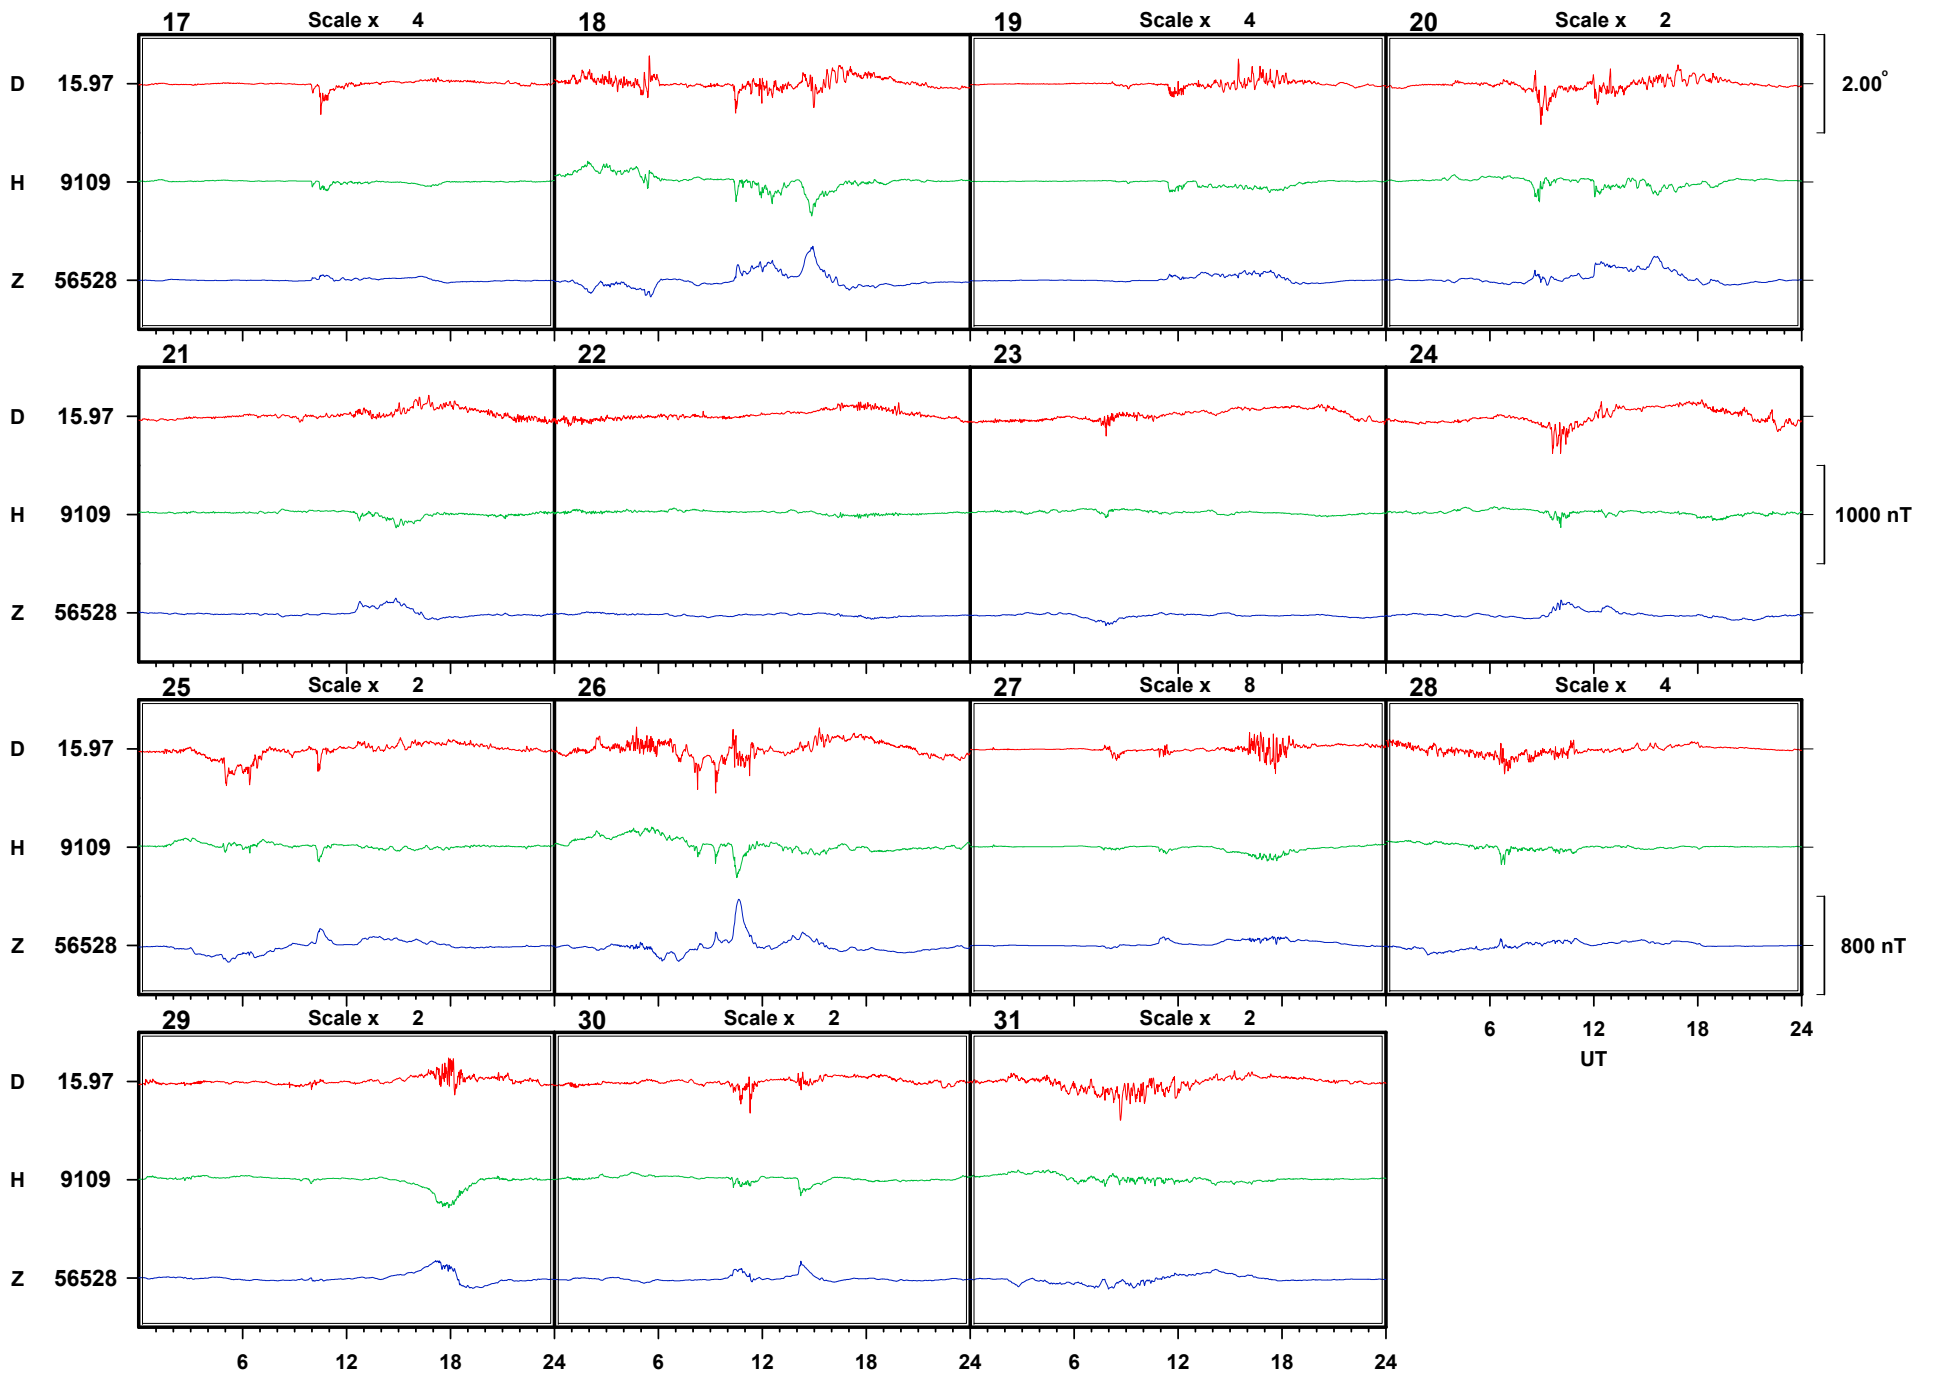 17 Scale x 4 18 19 Scale x 4 20 Scale x 2
D 15.97 2.00°
H 9109
Z 56528
21 22 23 24
D 15.97
H 9109 1000 nT
Z 56528
25 Scale x 2 26 27 Scale x 8 28 Scale x 4
D 15.97
H 9109
Z 56528 800 nT
29 Scale x 2 30 Scale x 2 31 Scale x 2 6 12 18 24
UT
D 15.97
H 9109
Z 56528
6 12 18 24 6 12 18 24 6 12 18 24